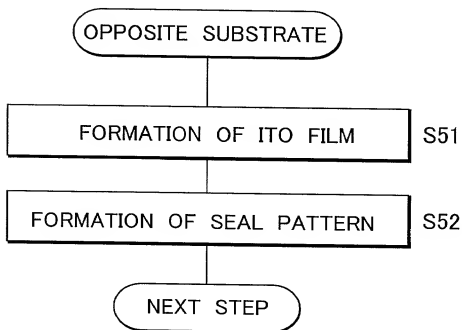 OPPOSITE SUBSTRATE
FORMATION OF ITO FILM S51
FORMATION OF SEAL PATTERN S52
NEXT STEP